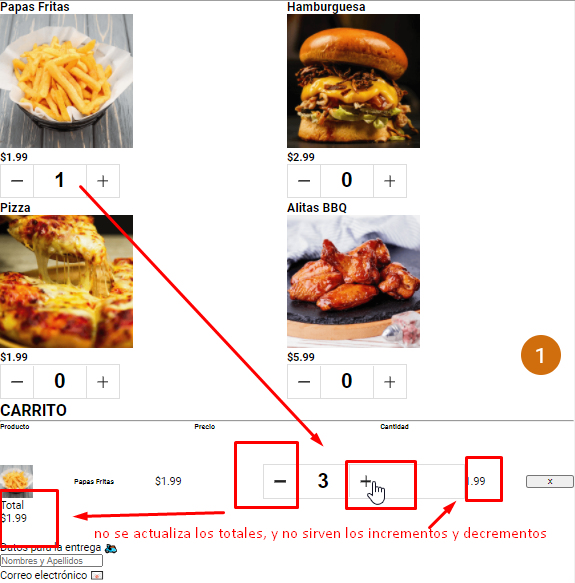 Papas Fritas
Hamburguesa
$1.99
$2.99
— 1 +
— 0 +
Pizza
Alitas BBQ
$1.99
$5.99
— 0 +
— 0 +
1
CARRITO
Producto Precio Cantidad
Papas Fritas $1.99 - 3 + .99 x
Total
$1.99
no se actualiza los totales, y no sirven los incrementos y decrementos
Datos para la entrega
Nombres y Apellidos
Correo electrónico